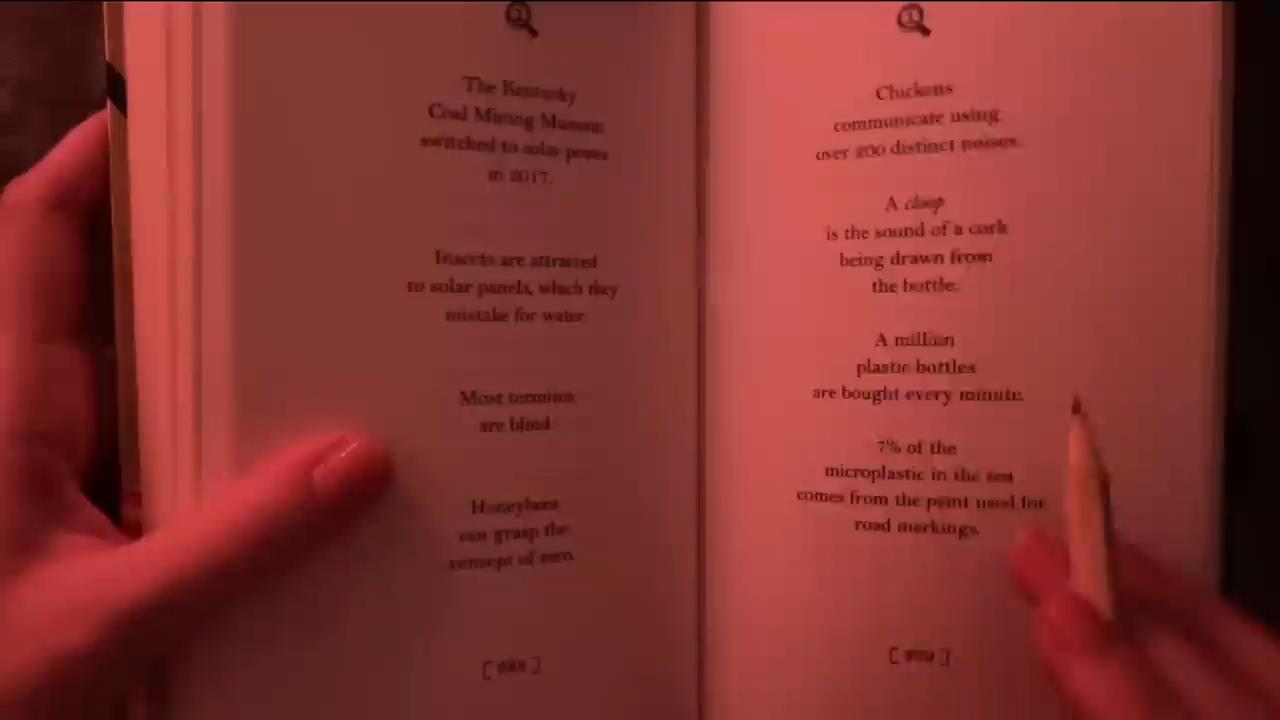 The Kentucky
Coal Mining Museum
switched to solar power
in 2017.
Insects are attracted
to solar panels, which they
mistake for water.
Most termites
are blind.
Honeybees
can grasp the
concept of zero.
Chickens
communicate using
over 200 distinct noises.
A cloop
is the sound of a cork
being drawn from
the bottle.
A million
plastic bottles
are bought every minute.
7% of the
microplastic in the sea
comes from the paint used for
road markings.